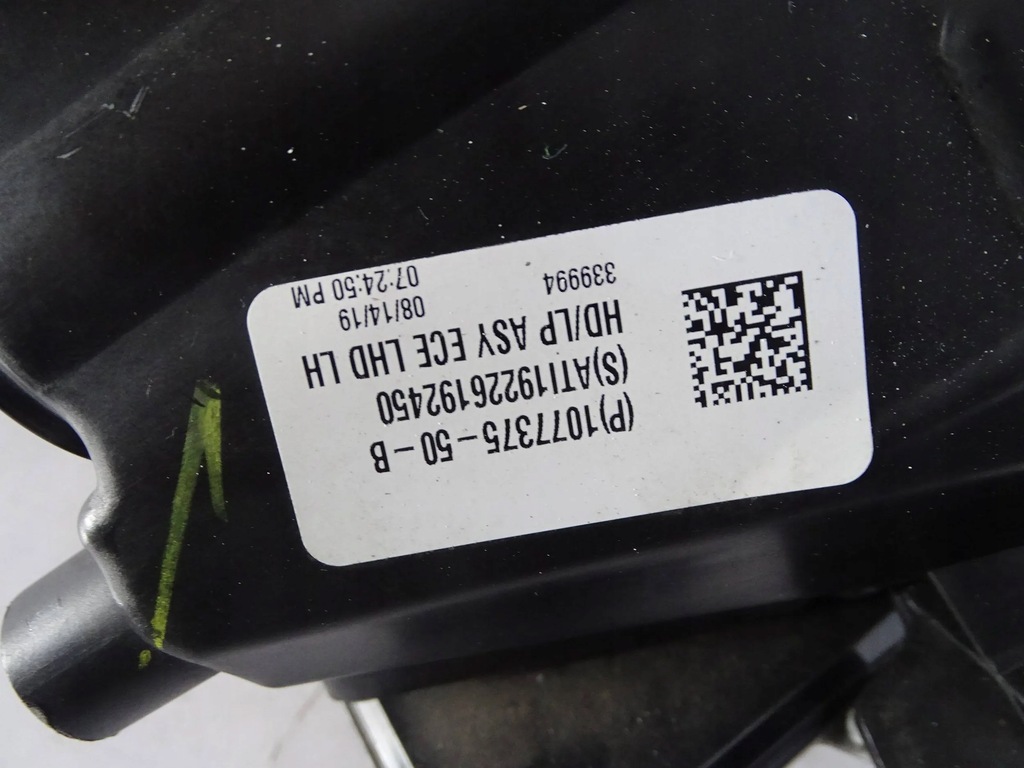 (P)1077375-50-B
(S)ATI19226192450
HD/LP ASY ECE LHD LH
339994 08/14/19
07:24:50 PM